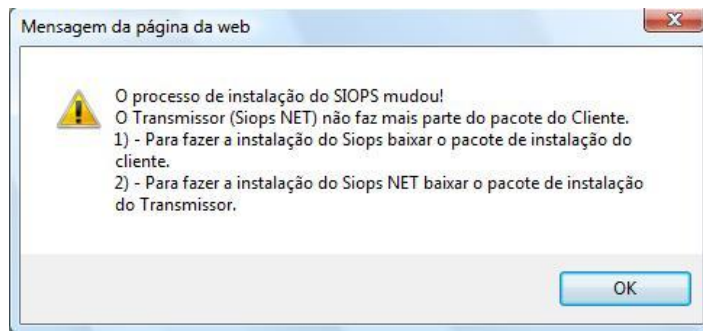 Mensagem da página da web
O processo de instalação do SIOPS mudou!
O Transmissor (Siops NET) não faz mais parte do pacote do Cliente.
1) - Para fazer a instalação do Siops baixar o pacote de instalação do
cliente.
2) - Para fazer a instalação do Siops NET baixar o pacote de instalação
do Transmissor.
OK